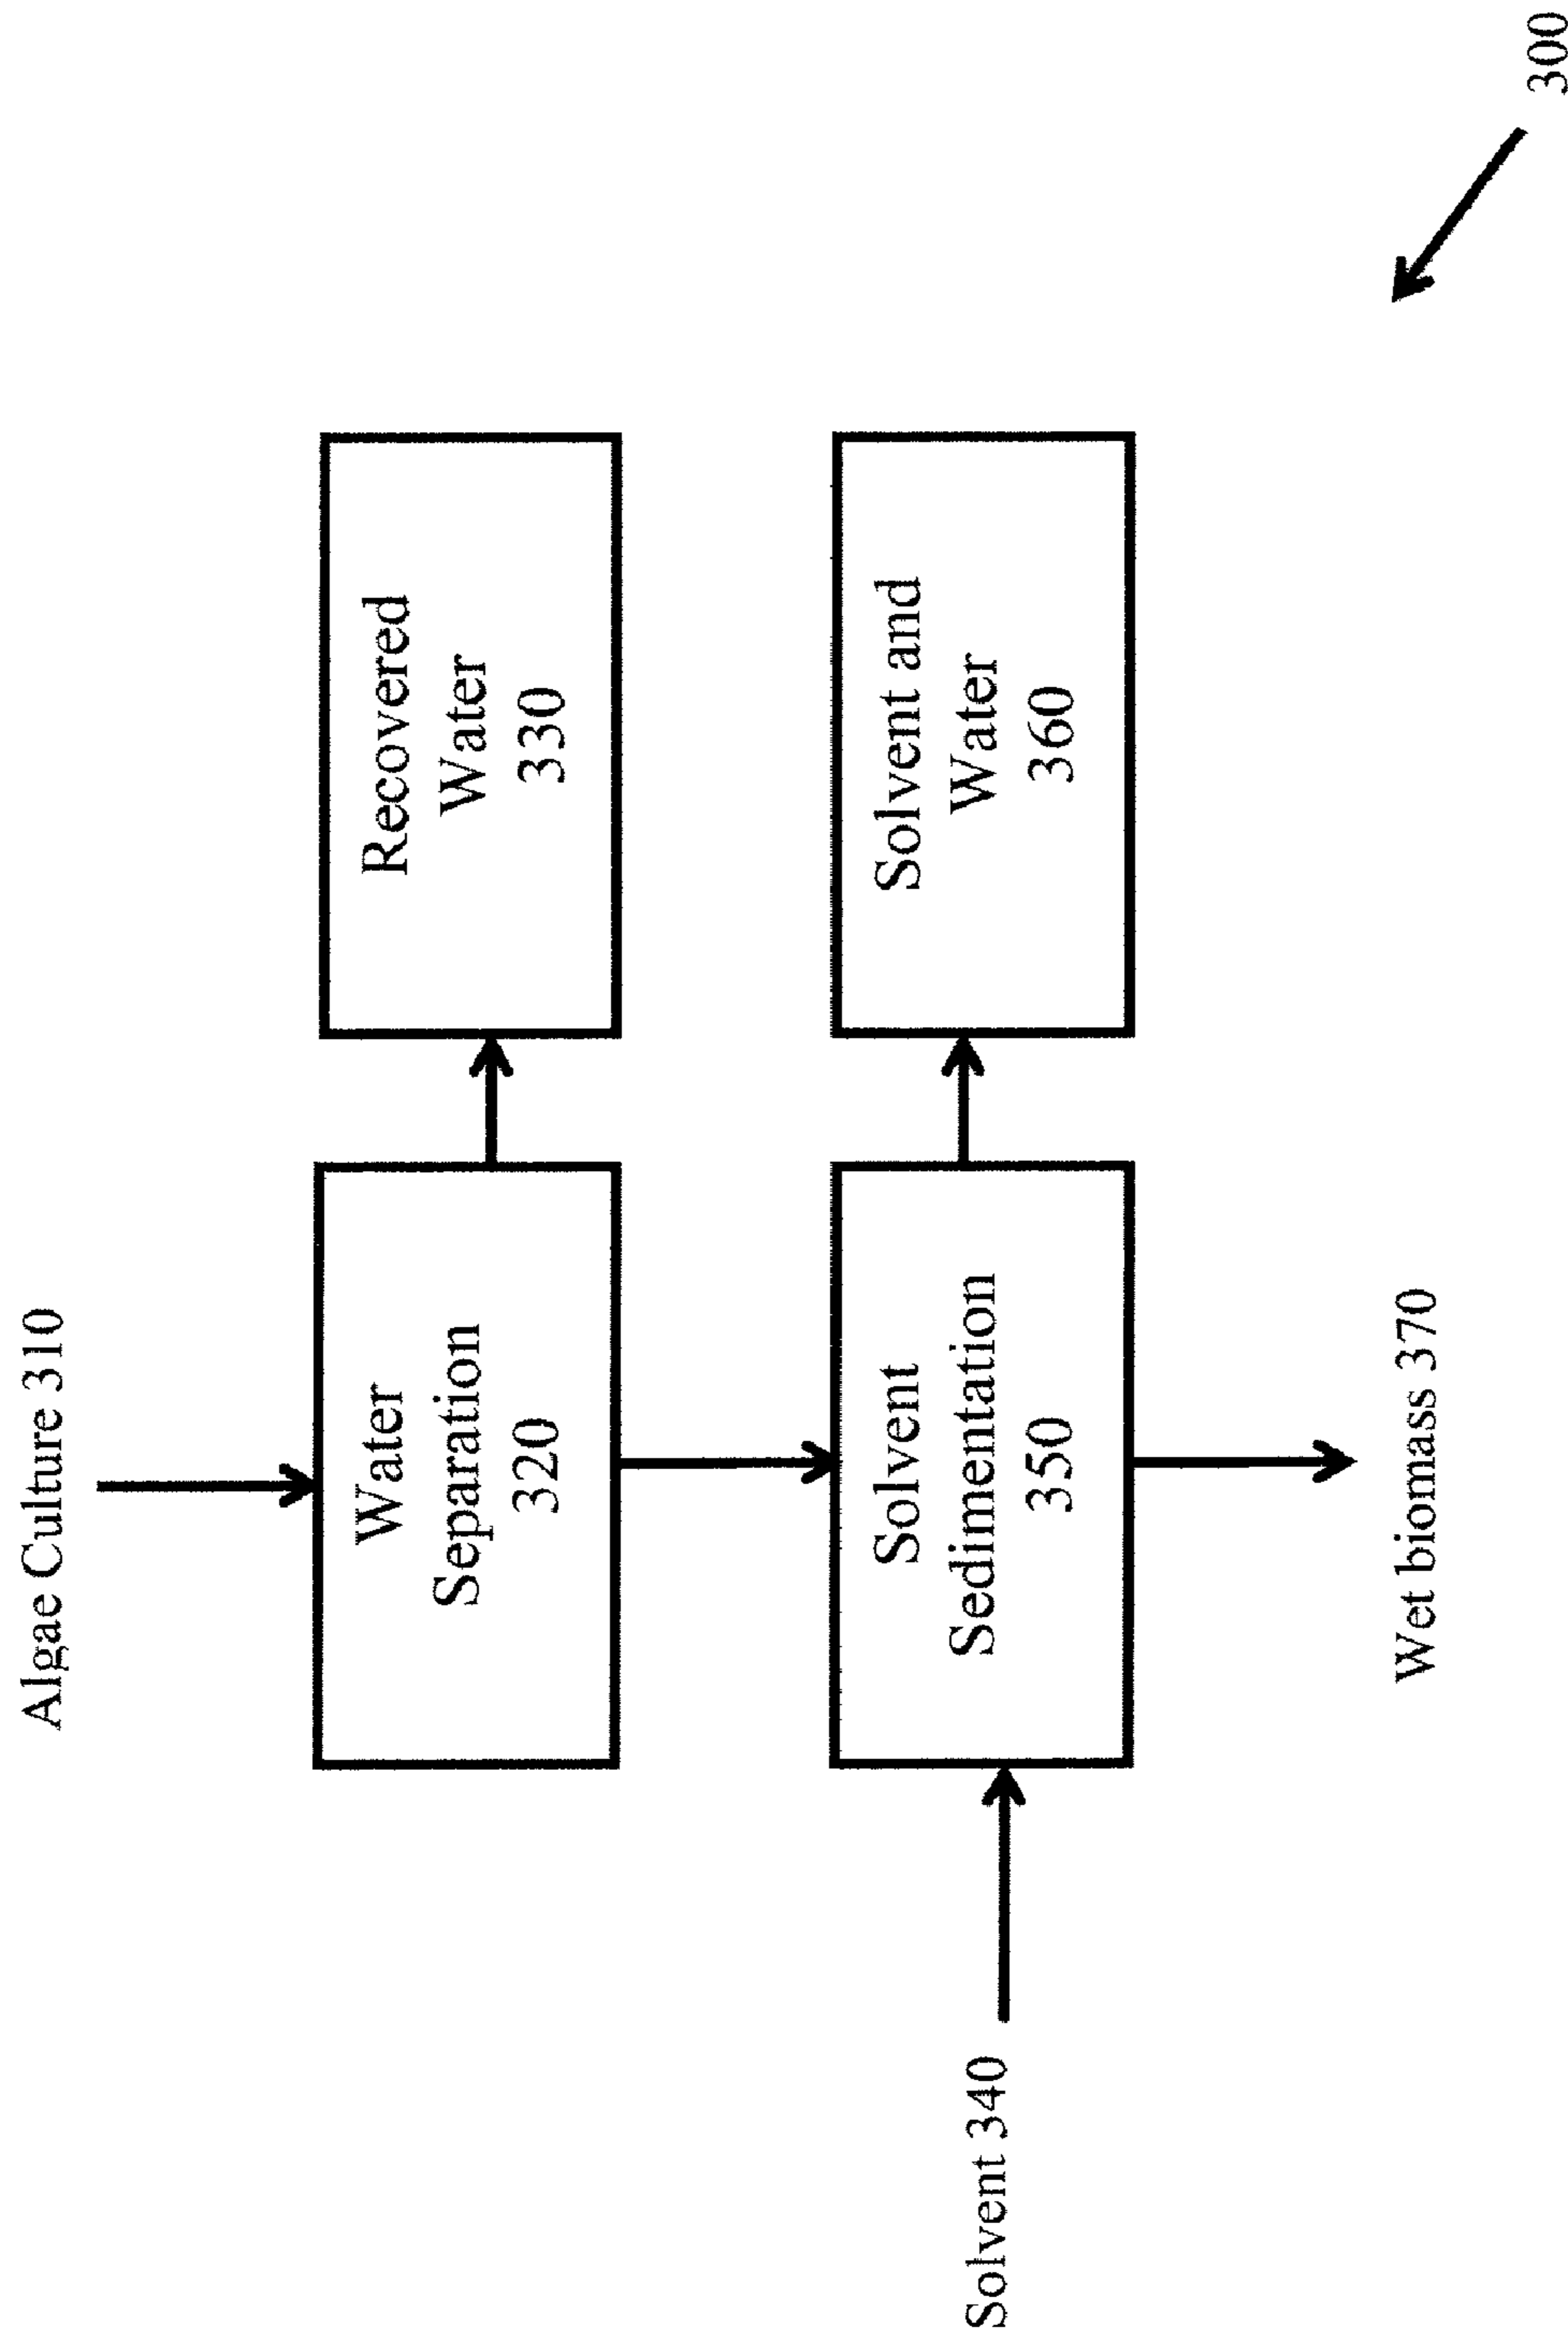 Algae Culture 310
Water
Separation
320
Recovered
Water
330
Solvent 340
Solvent
Sedimentation
350
Solvent and
Water
360
Wet biomass 370
300